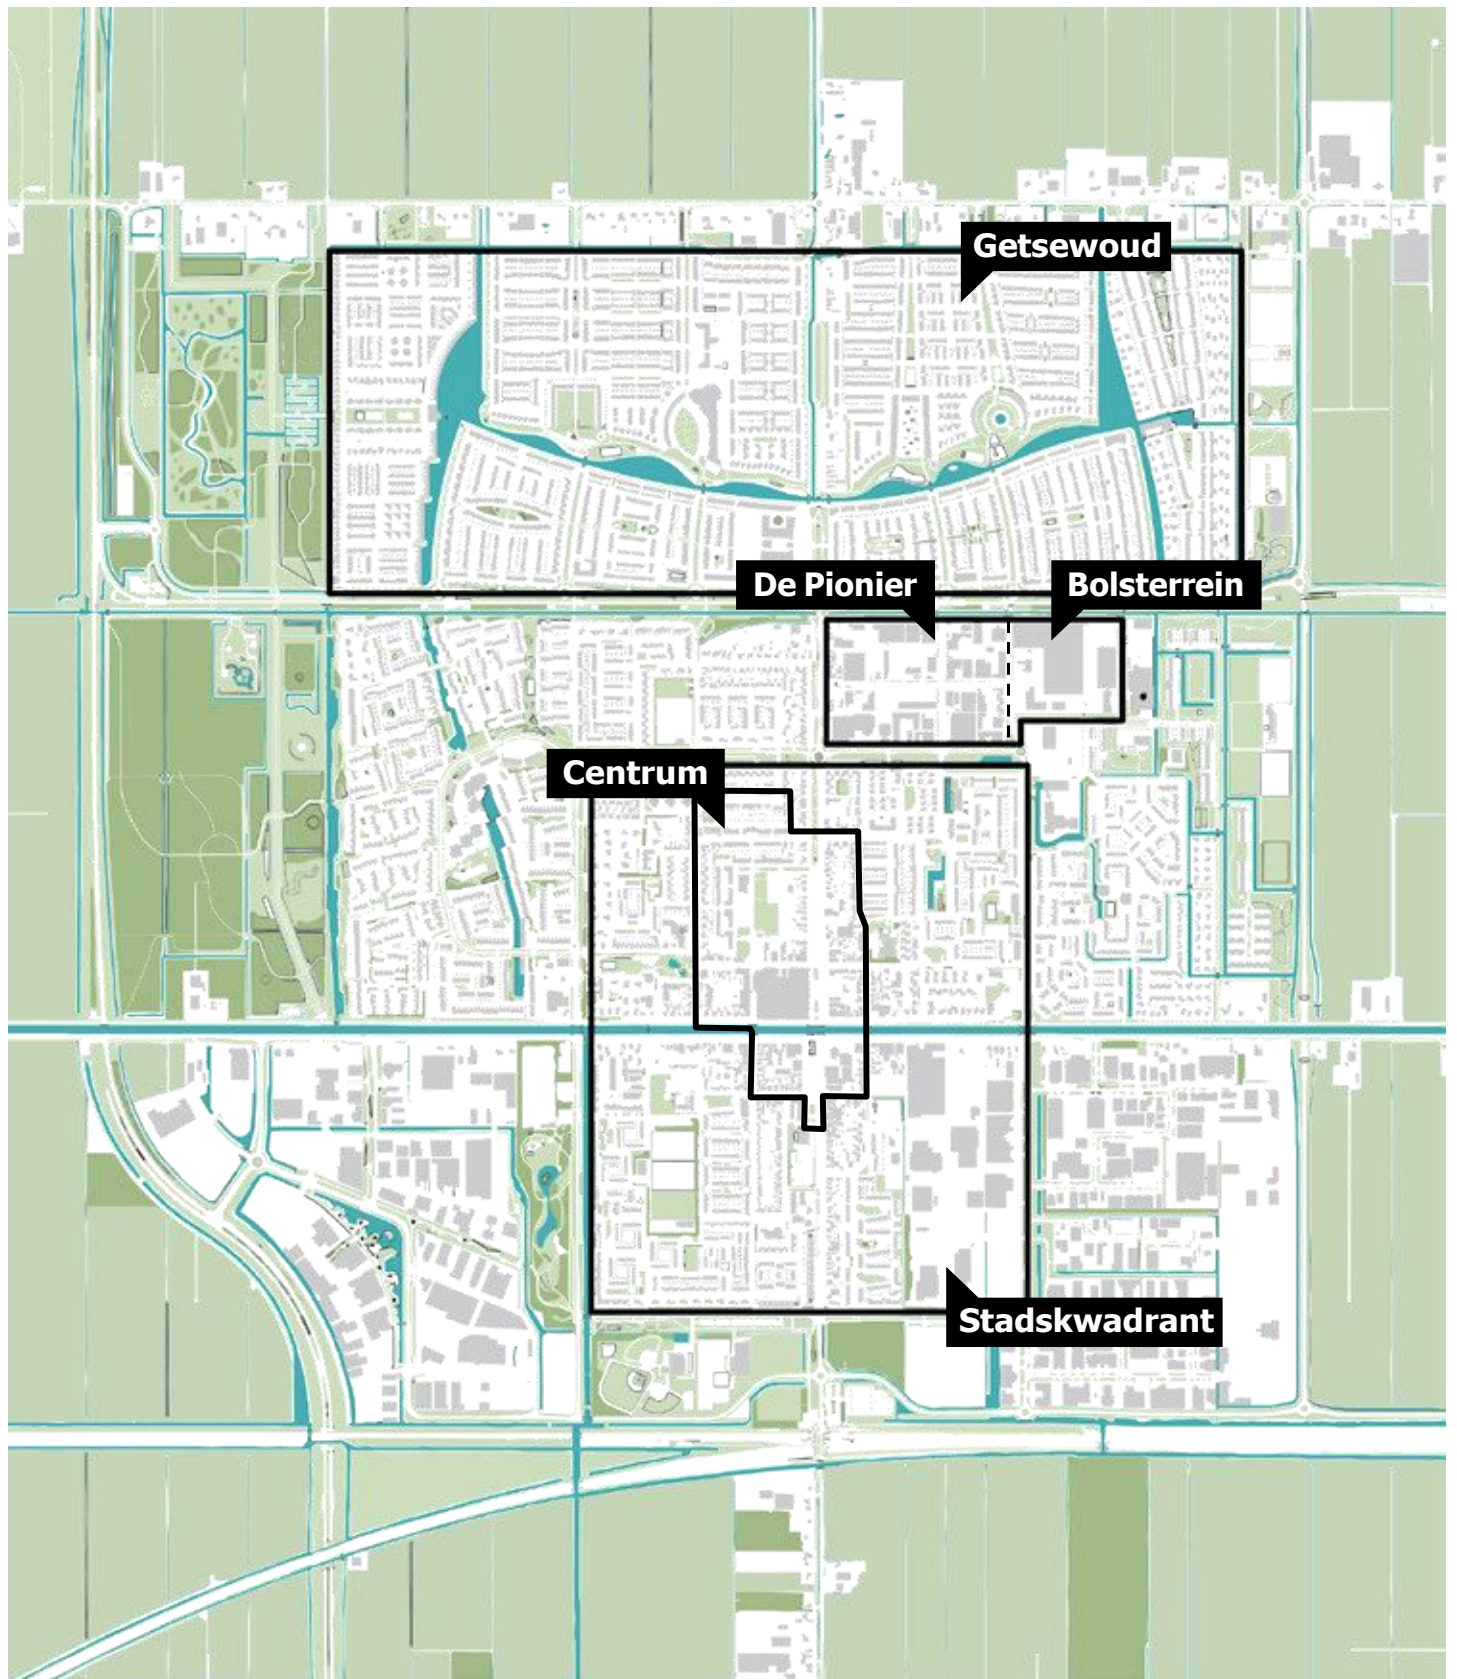 Getsewoud
De Pionier
Bolsterrein
Centrum
Stadskwadrant